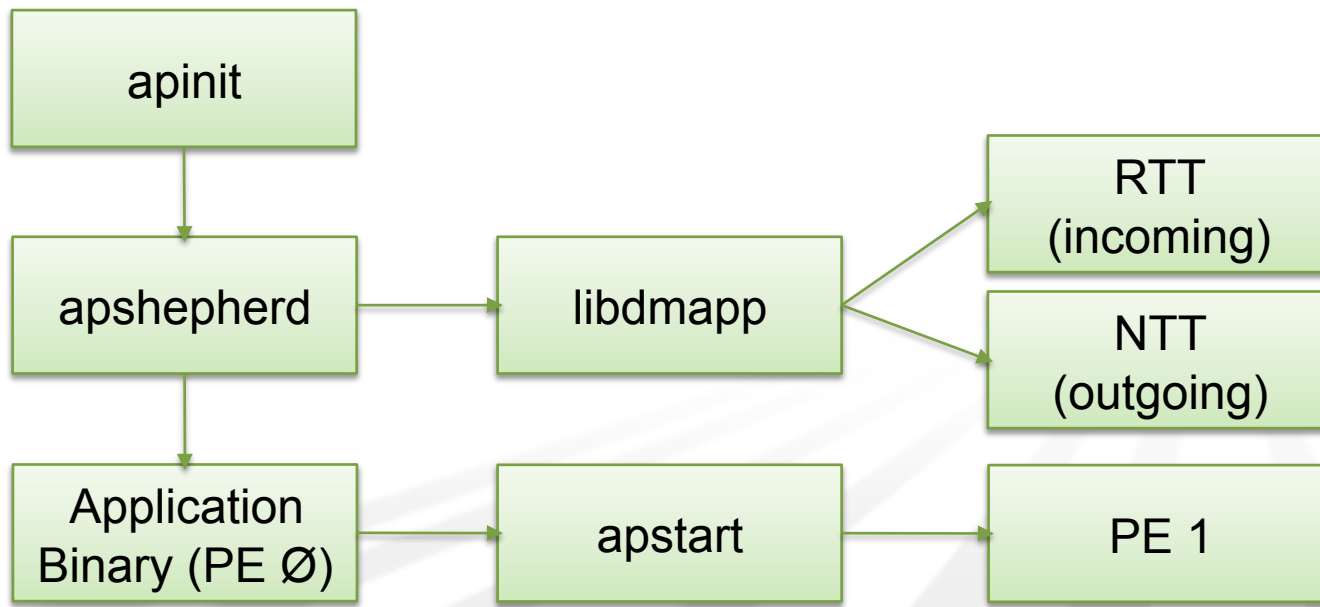 apinit
RTT
(incoming)
apshepherd
libdmapp
NTT
(outgoing)
Application
Binary (PE Ø)
apstart
PE 1